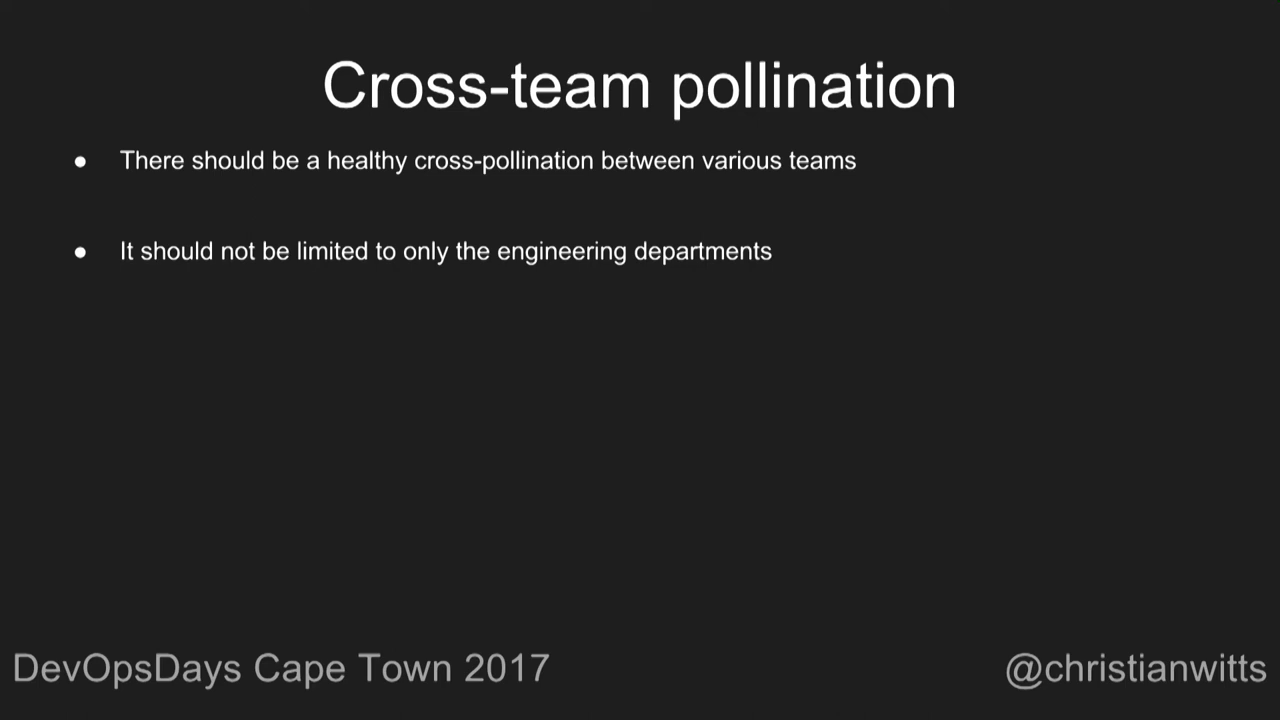 Cross-team pollination
● There should be a healthy cross-pollination between various teams
● It should not be limited to only the engineering departments
DevOpsDays Cape Town 2017
@christianwitts